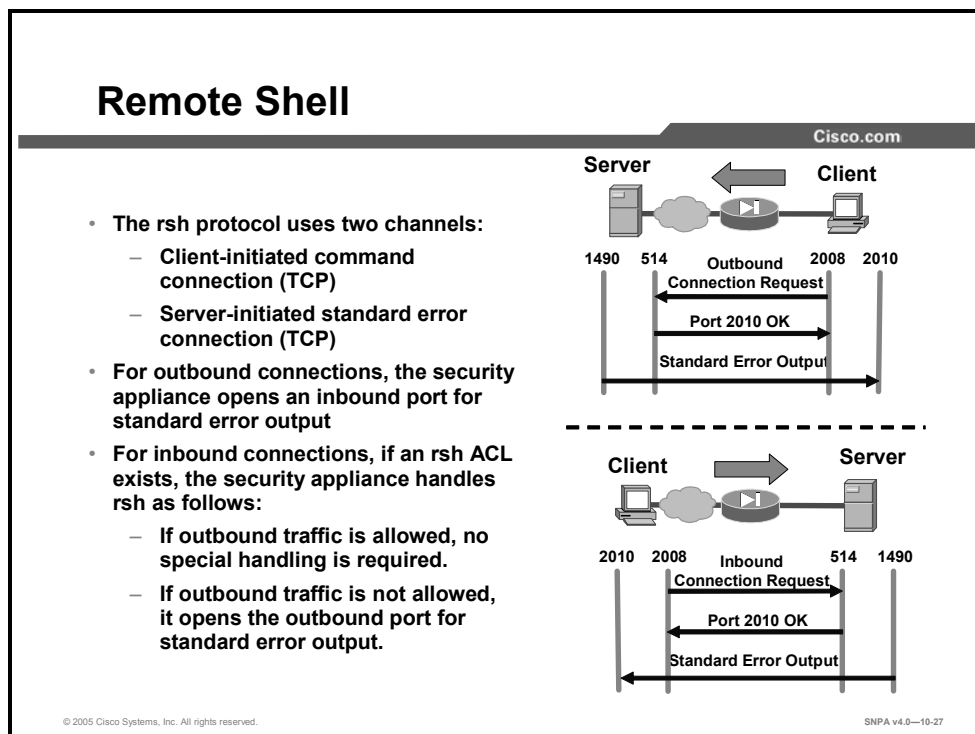 Remote Shell
Cisco.com
• The rsh protocol uses two channels:
– Client-initiated command
connection (TCP)
– Server-initiated standard error
connection (TCP)
• For outbound connections, the security
appliance opens an inbound port for
standard error output
• For inbound connections, if an rsh ACL
exists, the security appliance handles
rsh as follows:
– If outbound traffic is allowed, no
special handling is required.
– If outbound traffic is not allowed,
it opens the outbound port for
standard error output.
Server Client
1490 514 2008 2010
Outbound
Connection Request
Port 2010 OK
Standard Error Output
Client Server
2010 2008 514 1490
Inbound
Connection Request
Port 2010 OK
Standard Error Output
© 2005 Cisco Systems, Inc. All rights reserved.
SNPA v4.0—10-27